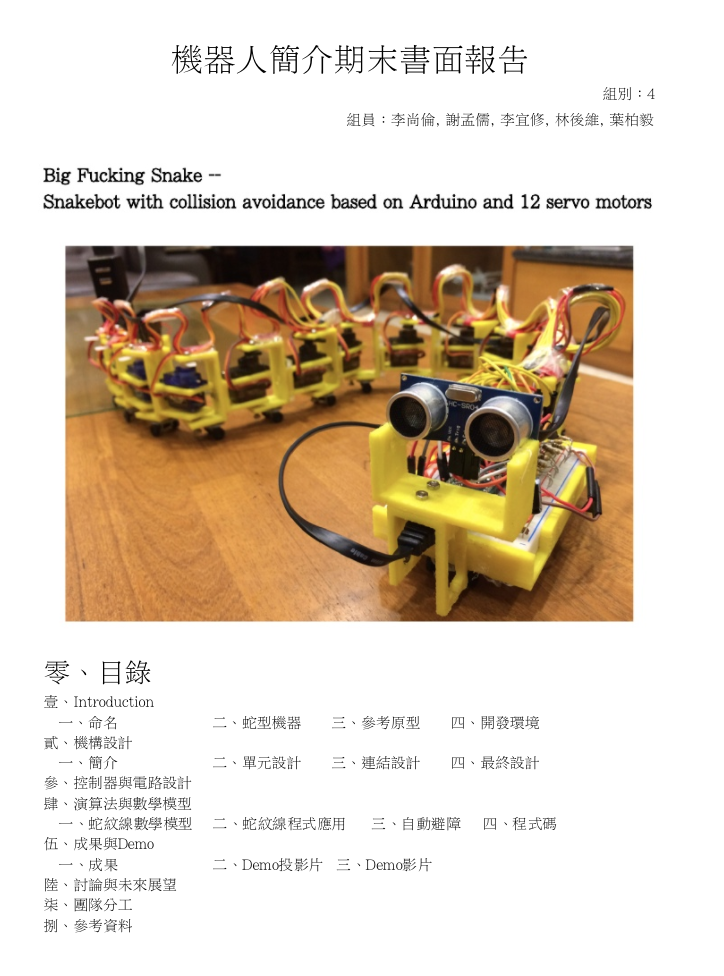 機器人簡介期末書面報告
組別：4
組員：李尚倫, 謝孟儒, 李宜修, 林後維, 葉柏毅
Big Fucking Snake --
Snakebot with collision avoidance based on Arduino and 12 servo motors
HC-SR04
零、目錄
壹、Introduction
一、命名 二、蛇型機器 三、參考原型 四、開發環境
貳、機構設計
一、簡介 二、單元設計 三、連結設計 四、最終設計
參、控制器與電路設計
肆、演算法與數學模型
一、蛇紋線數學模型 二、蛇紋線程式應用 三、自動避障 四、程式碼
伍、成果與Demo
一、成果 二、Demo投影片 三、Demo影片
陸、討論與未來展望
柒、團隊分工
捌、參考資料